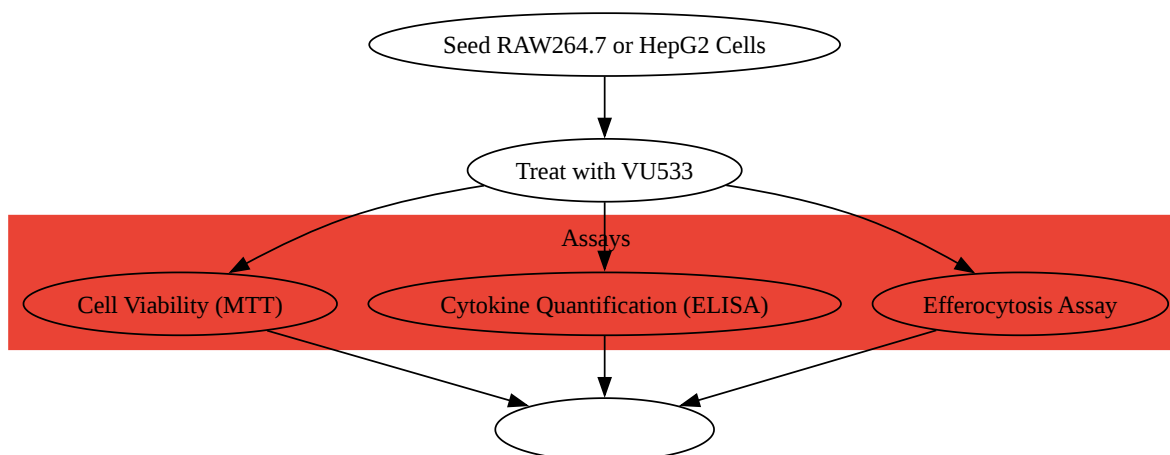 Seed RAW264.7 or HepG2 Cells
Treat with VU533
Assays
Cell Viability (MTT)
Cytokine Quantification (ELISA)
Efferocytosis Assay